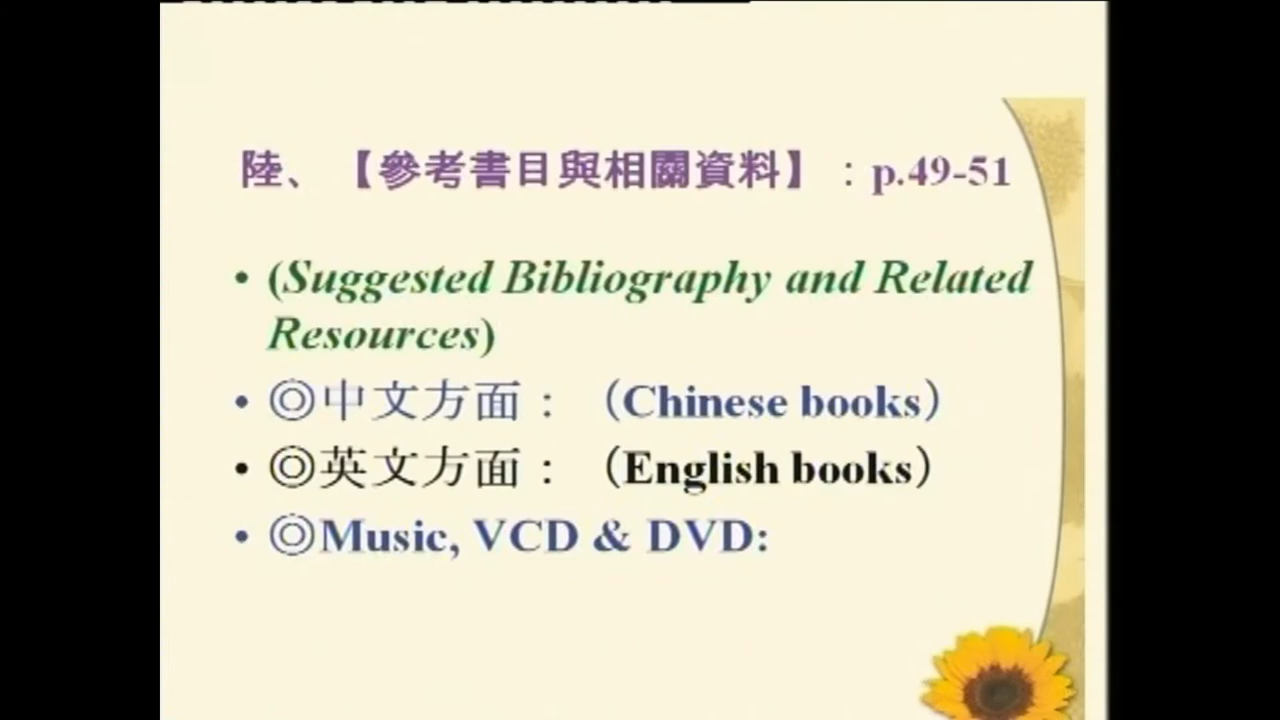 陸、【參考書目與相關資料】：p.49-51
• (Suggested Bibliography and Related
Resources)
• ◎中文方面：（Chinese books）
• ◎英文方面：（English books）
• ◎Music, VCD & DVD: